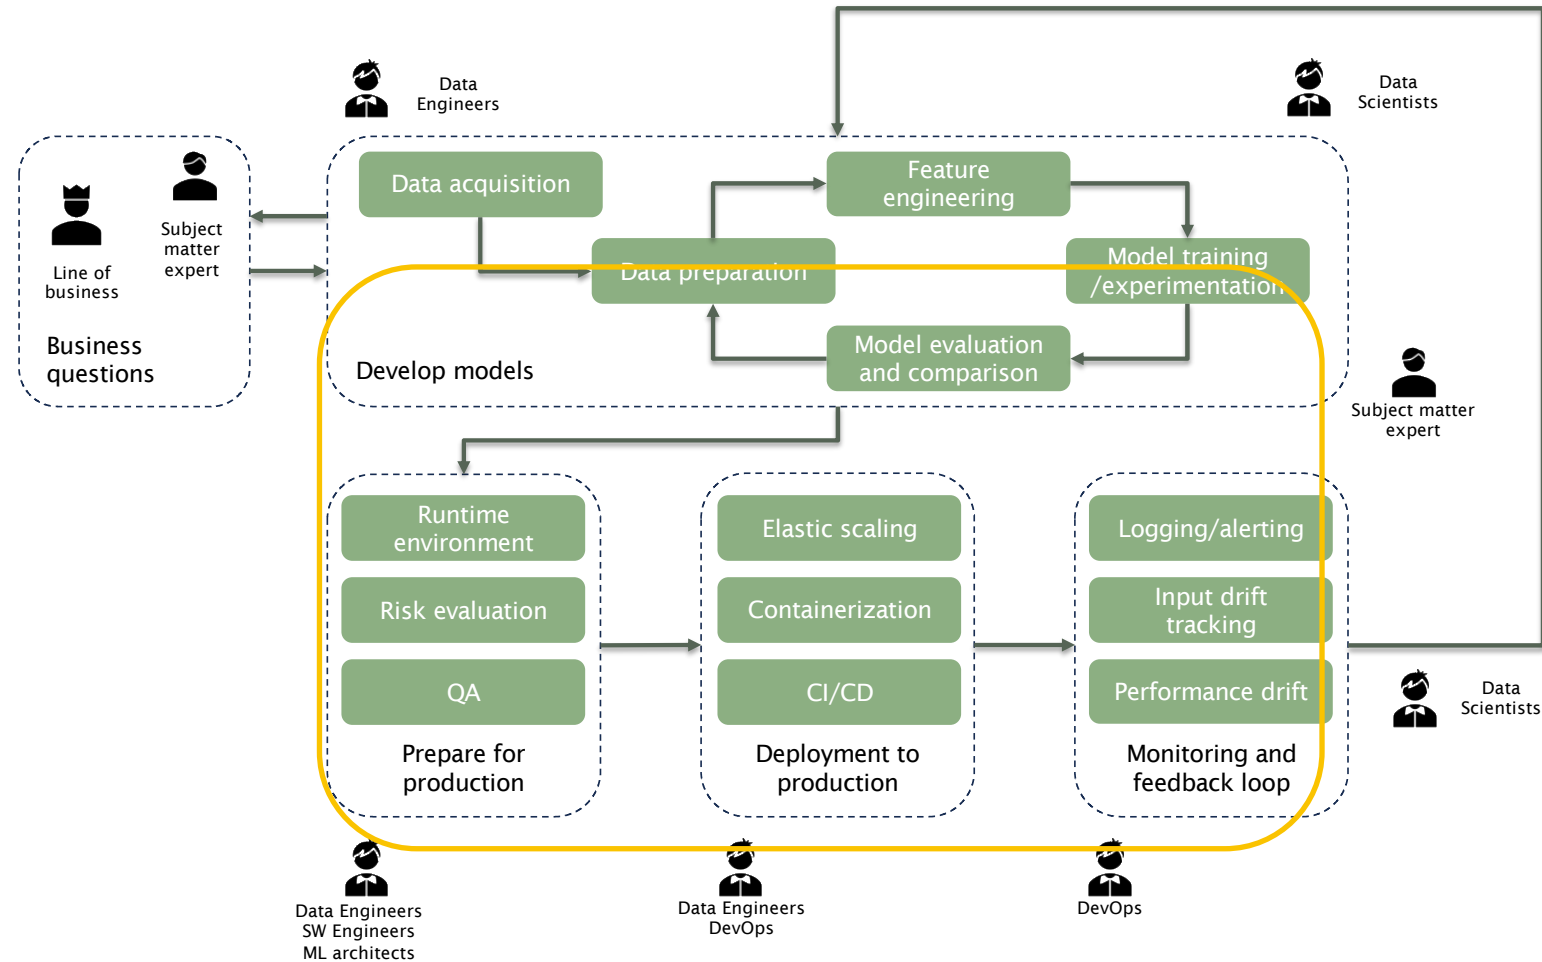 Data
Engineers
Data
Scientists
Line of
business
Subject
matter
expert
Business
questions
Data acquisition
Feature
engineering
Data preparation
Model training
/experimentation
Model evaluation
and comparison
Develop models
Subject matter
expert
Runtime
environment
Risk evaluation
QA
Prepare for
production
Elastic scaling
Containerization
CI/CD
Deployment to
production
Logging/alerting
Input drift
tracking
Performance drift
Monitoring and
feedback loop
Data
Scientists
Data Engineers
SW Engineers
ML architects
Data Engineers
DevOps
DevOps